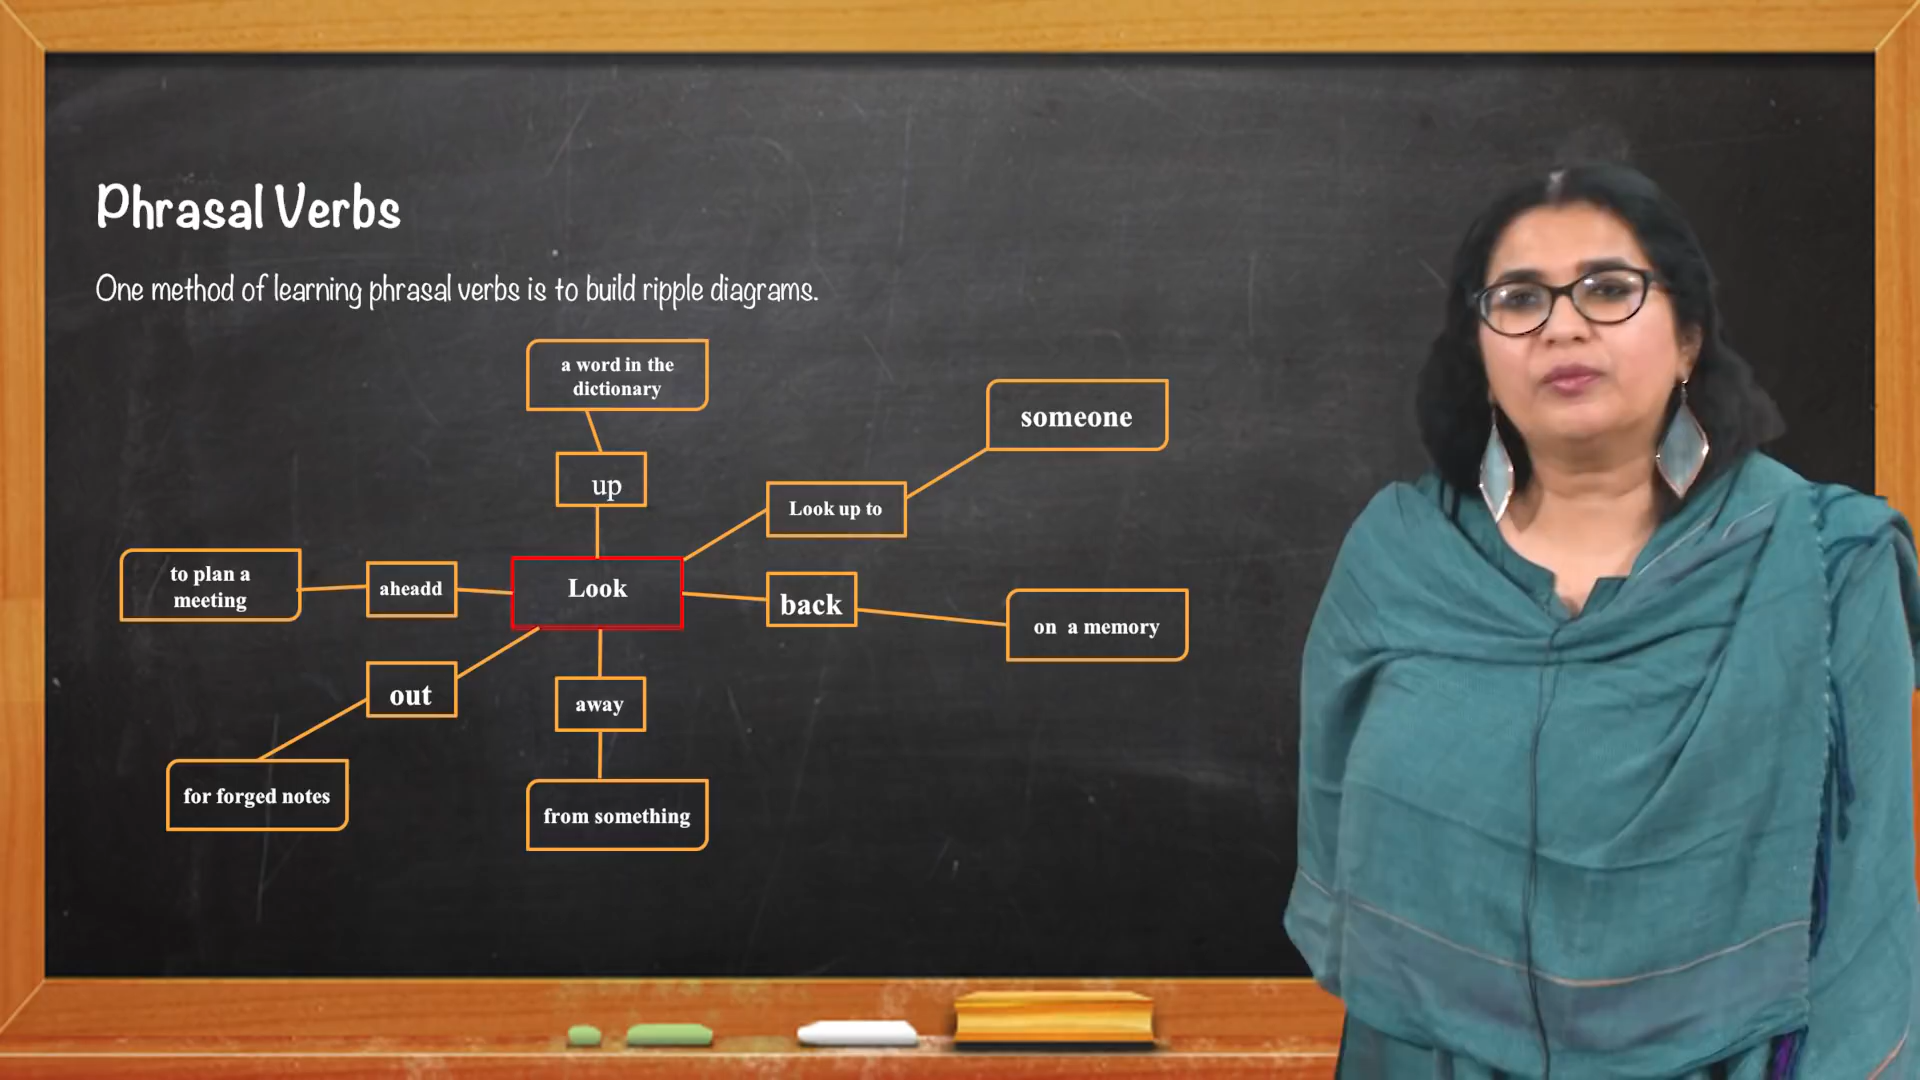 Phrasal Verbs
One method of learning phrasal verbs is to build ripple diagrams.
a word in the
dictionary
someone
up
Look up to
to plan a
meeting
aheadd
Look
back
on a memory
out
away
for forged notes
from something